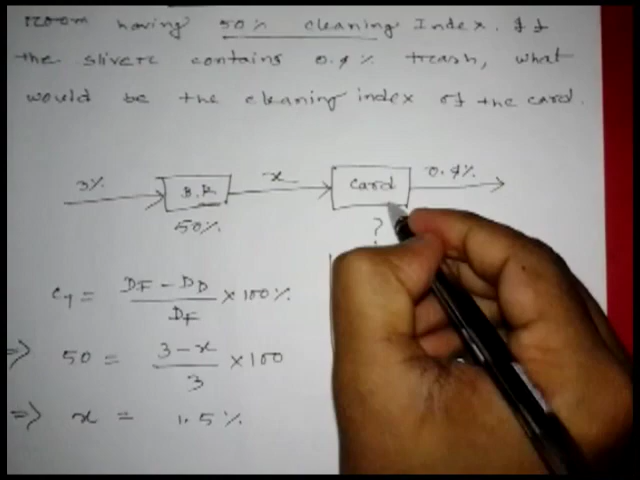 room having 50% cleaning Index. If
the sliver contains 0.4% trash, what
would be the cleaning index of the card.
3% B.R x card 0.4%
50% ?
C₁ = DF - DD / DF × 100%
⇒ 50 = 3 - x / 3 × 100
⇒ x = 1.5%